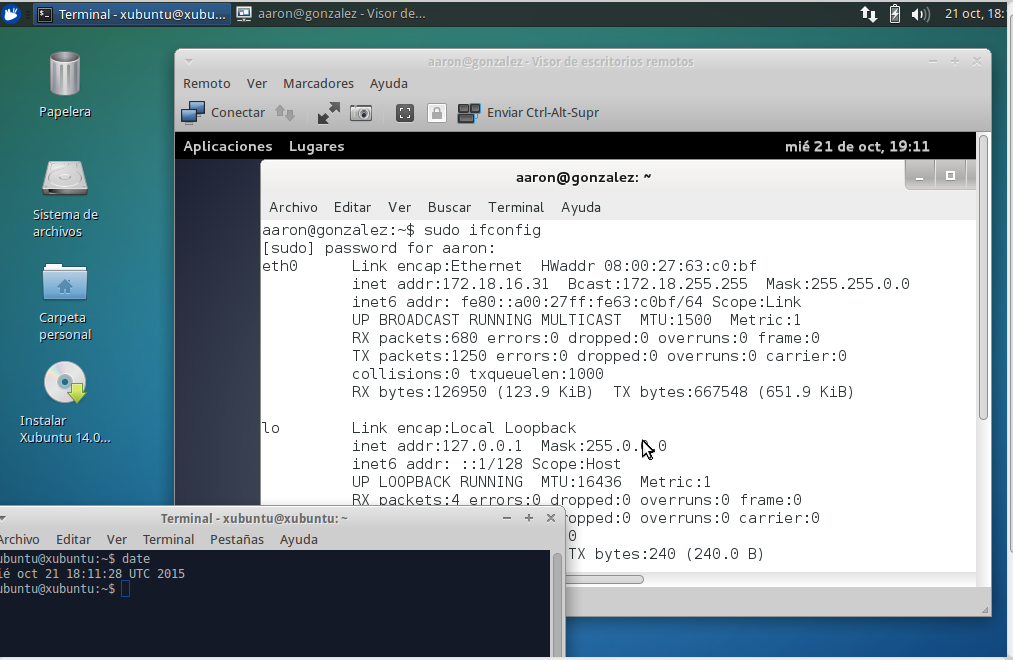 Terminal - xubuntu@xubu...
aaron@gonzalez - Visor de...
21 oct, 18:
Papelera
Sistema de
archivos
Carpeta
personal
Instalar
Xubuntu 14.0...
aaron@gonzalez - Visor de escritorios remotos
Remoto Ver Marcadores Ayuda
Conectar
Enviar Ctrl-Alt-Supr
Aplicaciones Lugares
mié 21 de oct, 19:11
aaron@gonzalez: ~
Archivo Editar Ver Buscar Terminal Ayuda
aaron@gonzalez:~$ sudo ifconfig
[sudo] password for aaron:
eth0 Link encap:Ethernet HWaddr 08:00:27:63:c0:bf
inet addr:172.18.16.31 Bcast:172.18.255.255 Mask:255.255.0.0
inet6 addr: fe80::a00:27ff:fe63:c0bf/64 Scope:Link
UP BROADCAST RUNNING MULTICAST MTU:1500 Metric:1
RX packets:680 errors:0 dropped:0 overruns:0 frame:0
TX packets:1250 errors:0 dropped:0 overruns:0 carrier:0
collisions:0 txqueuelen:1000
RX bytes:126950 (123.9 KiB) TX bytes:667548 (651.9 KiB)
lo Link encap:Local Loopback
inet addr:127.0.0.1 Mask:255.0.0.0
inet6 addr: ::1/128 Scope:Host
UP LOOPBACK RUNNING MTU:16436 Metric:1
RX packets:4 errors:0 dropped:0 overruns:0 frame:0
ropped:0 overruns:0 carrier:0
0
TX bytes:240 (240.0 B)
Terminal - xubuntu@xubuntu: ~
rchivo Editar Ver Terminal Pestañas Ayuda
ubuntu@xubuntu:~$ date
ié oct 21 18:11:28 UTC 2015
ubuntu@xubuntu:~$